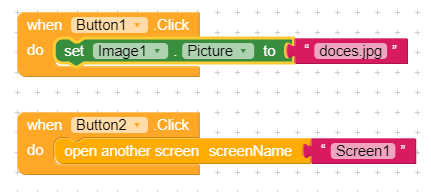 when Button1 .Click
do set Image1 . Picture to " doces.jpg "
when Button2 .Click
do open another screen screenName " Screen1 "